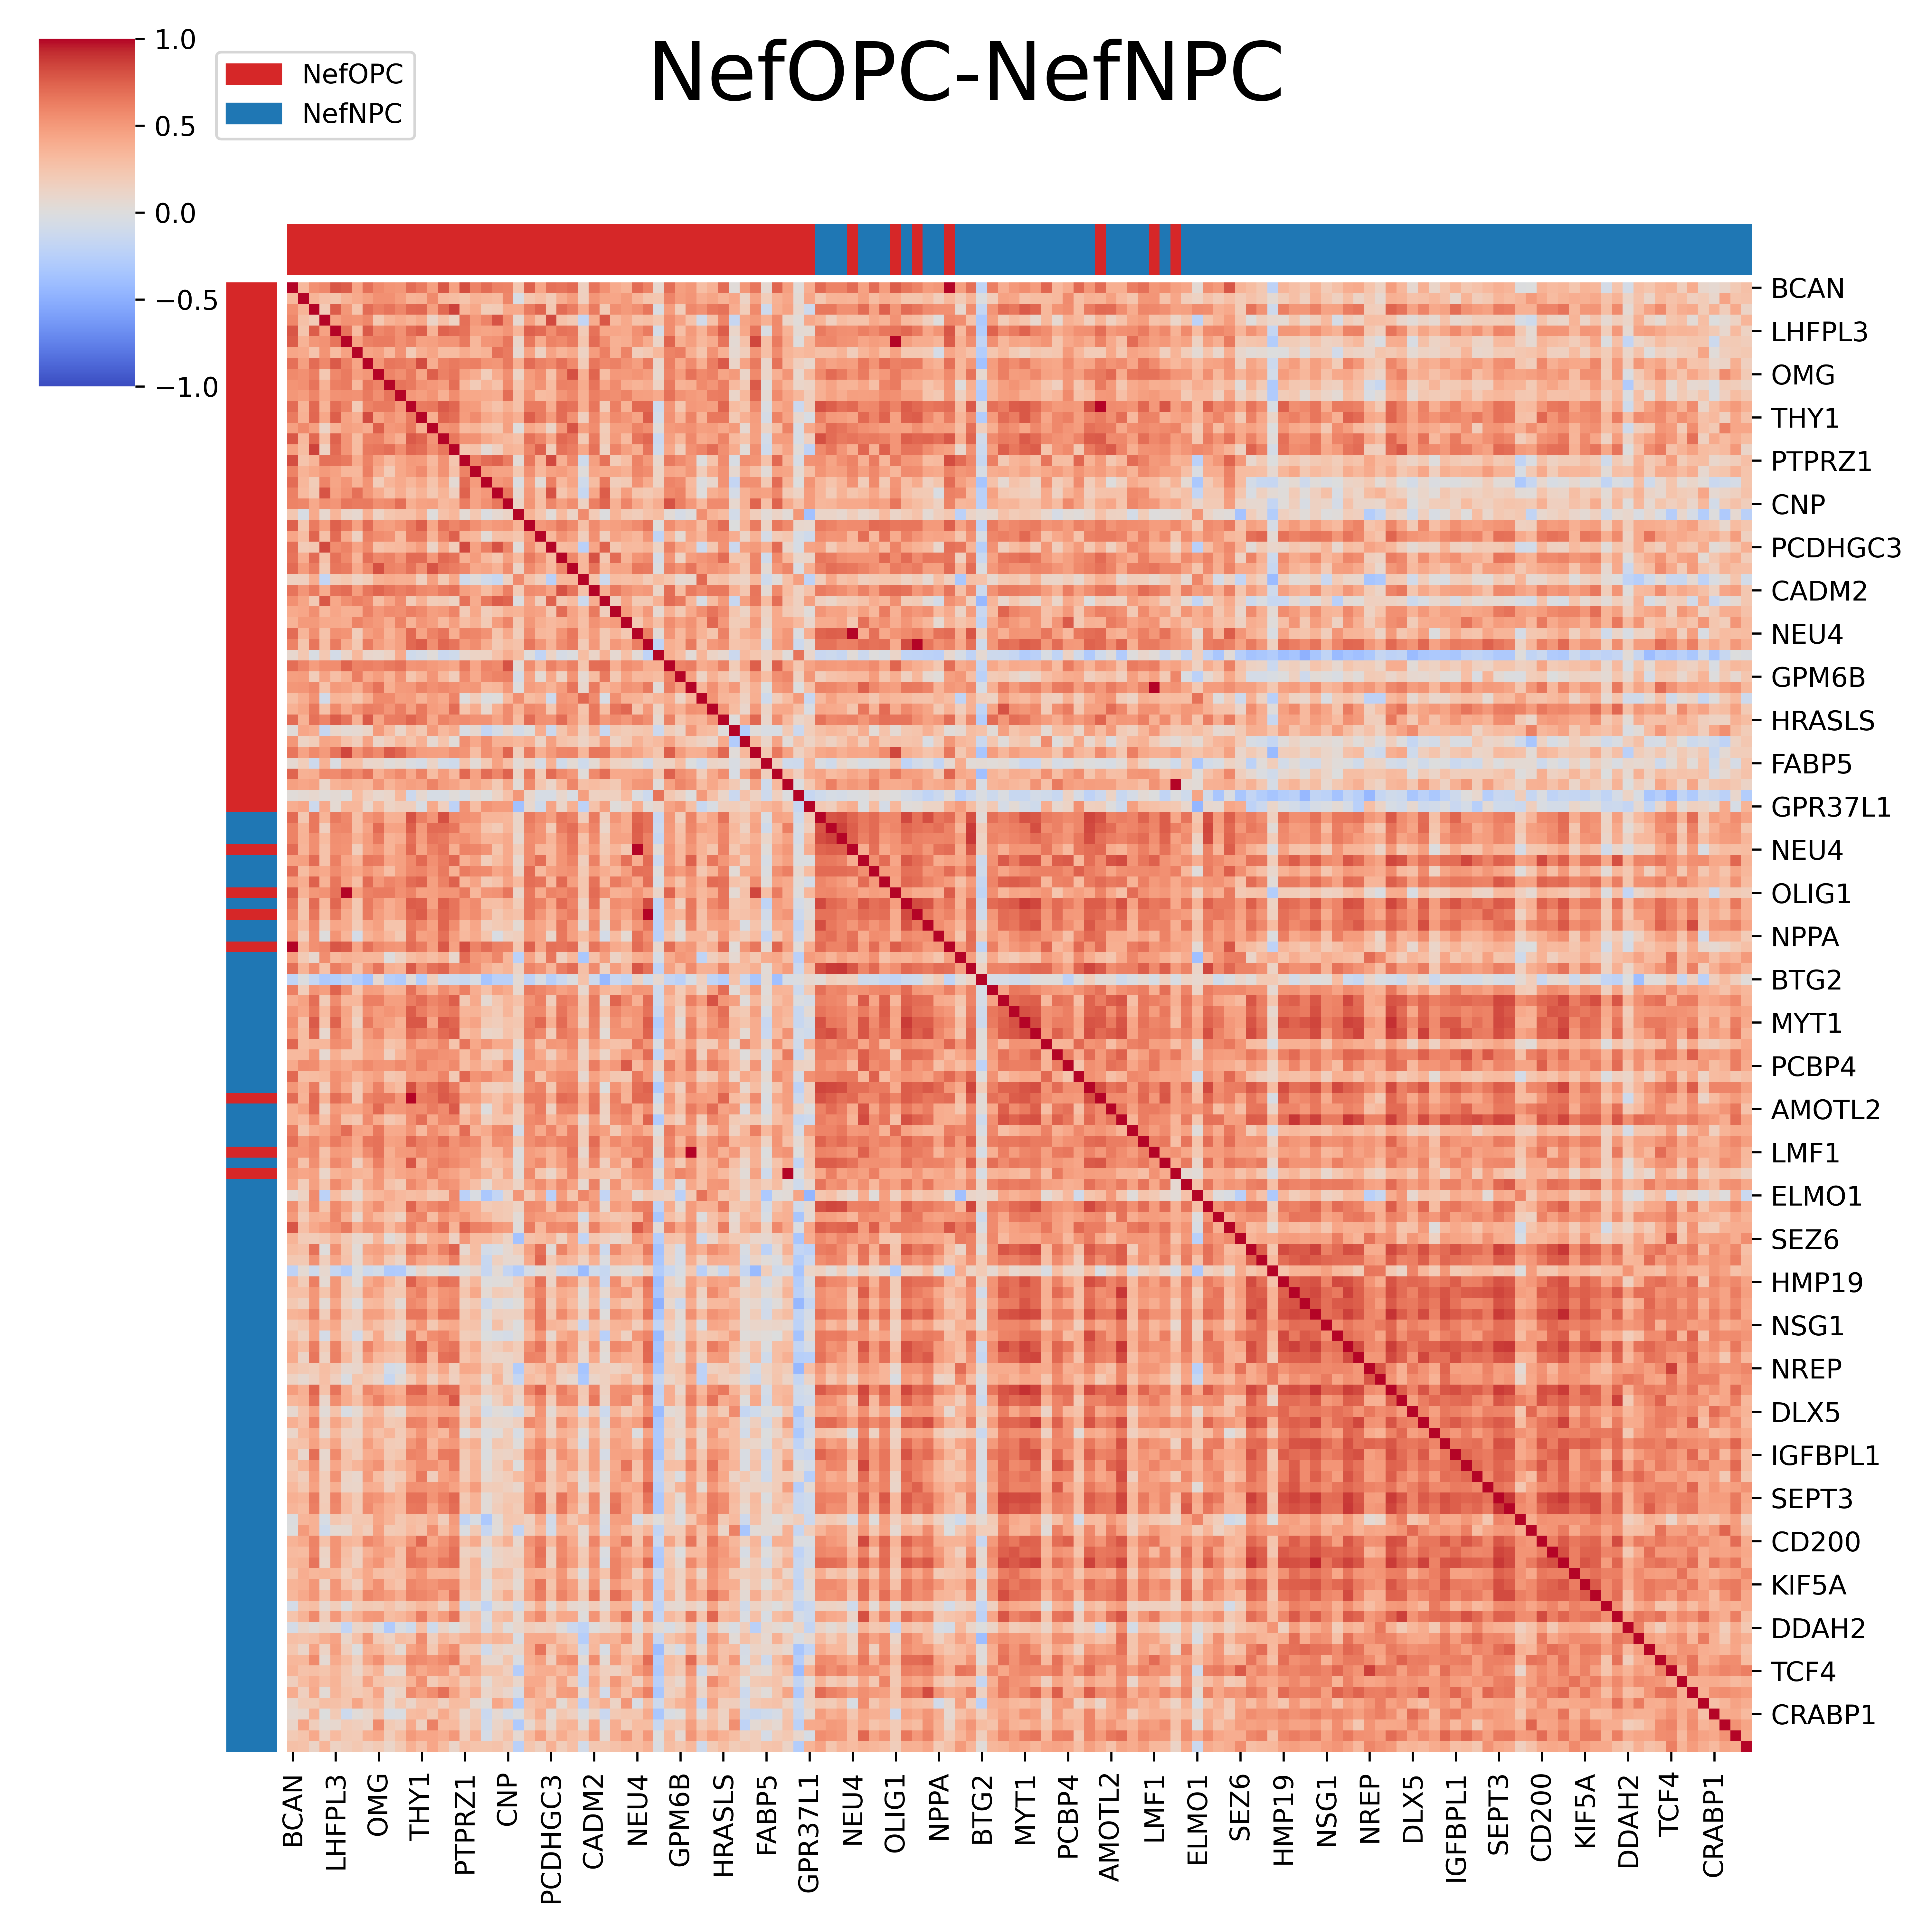 NefOPC-NefNPC
1.0
0.5
0.0
−0.5
−1.0
NefOPC
NefNPC
BCAN
LHFPL3
OMG
THY1
PTPRZ1
CNP
PCDHGC3
CADM2
NEU4
GPM6B
HRASLS
FABP5
GPR37L1
NEU4
OLIG1
NPPA
BTG2
MYT1
PCBP4
AMOTL2
LMF1
ELMO1
SEZ6
HMP19
NSG1
NREP
DLX5
IGFBPL1
SEPT3
CD200
KIF5A
DDAH2
TCF4
CRABP1
BCAN
LHFPL3
OMG
THY1
PTPRZ1
CNP
PCDHGC3
CADM2
NEU4
GPM6B
HRASLS
FABP5
GPR37L1
NEU4
OLIG1
NPPA
BTG2
MYT1
PCBP4
AMOTL2
LMF1
ELMO1
SEZ6
HMP19
NSG1
NREP
DLX5
IGFBPL1
SEPT3
CD200
KIF5A
DDAH2
TCF4
CRABP1